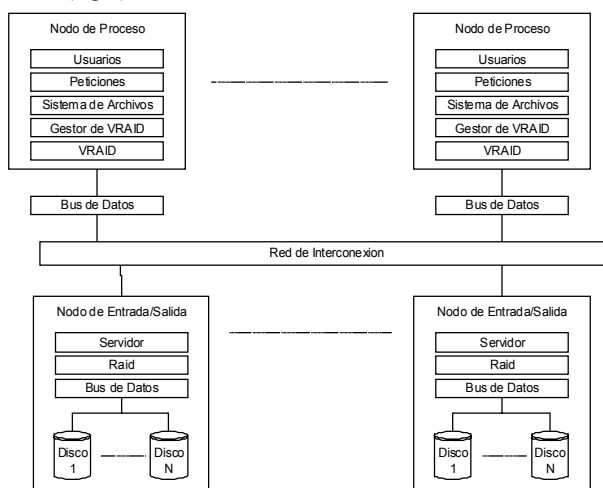 Nodo de Proceso
Usuarios
Peticiones
Sistema de Archivos
Gestor de VRAID
VRAID
Bus de Datos
Nodo de Proceso
Usuarios
Peticiones
Sistema de Archivos
Gestor de VRAID
VRAID
Bus de Datos
Red de Interconexion
Nodo de Entrada/Salida
Servidor
Raid
Bus de Datos
Disco
1
Disco
N
Nodo de Entrada/Salida
Servidor
Raid
Bus de Datos
Disco
1
Disco
N